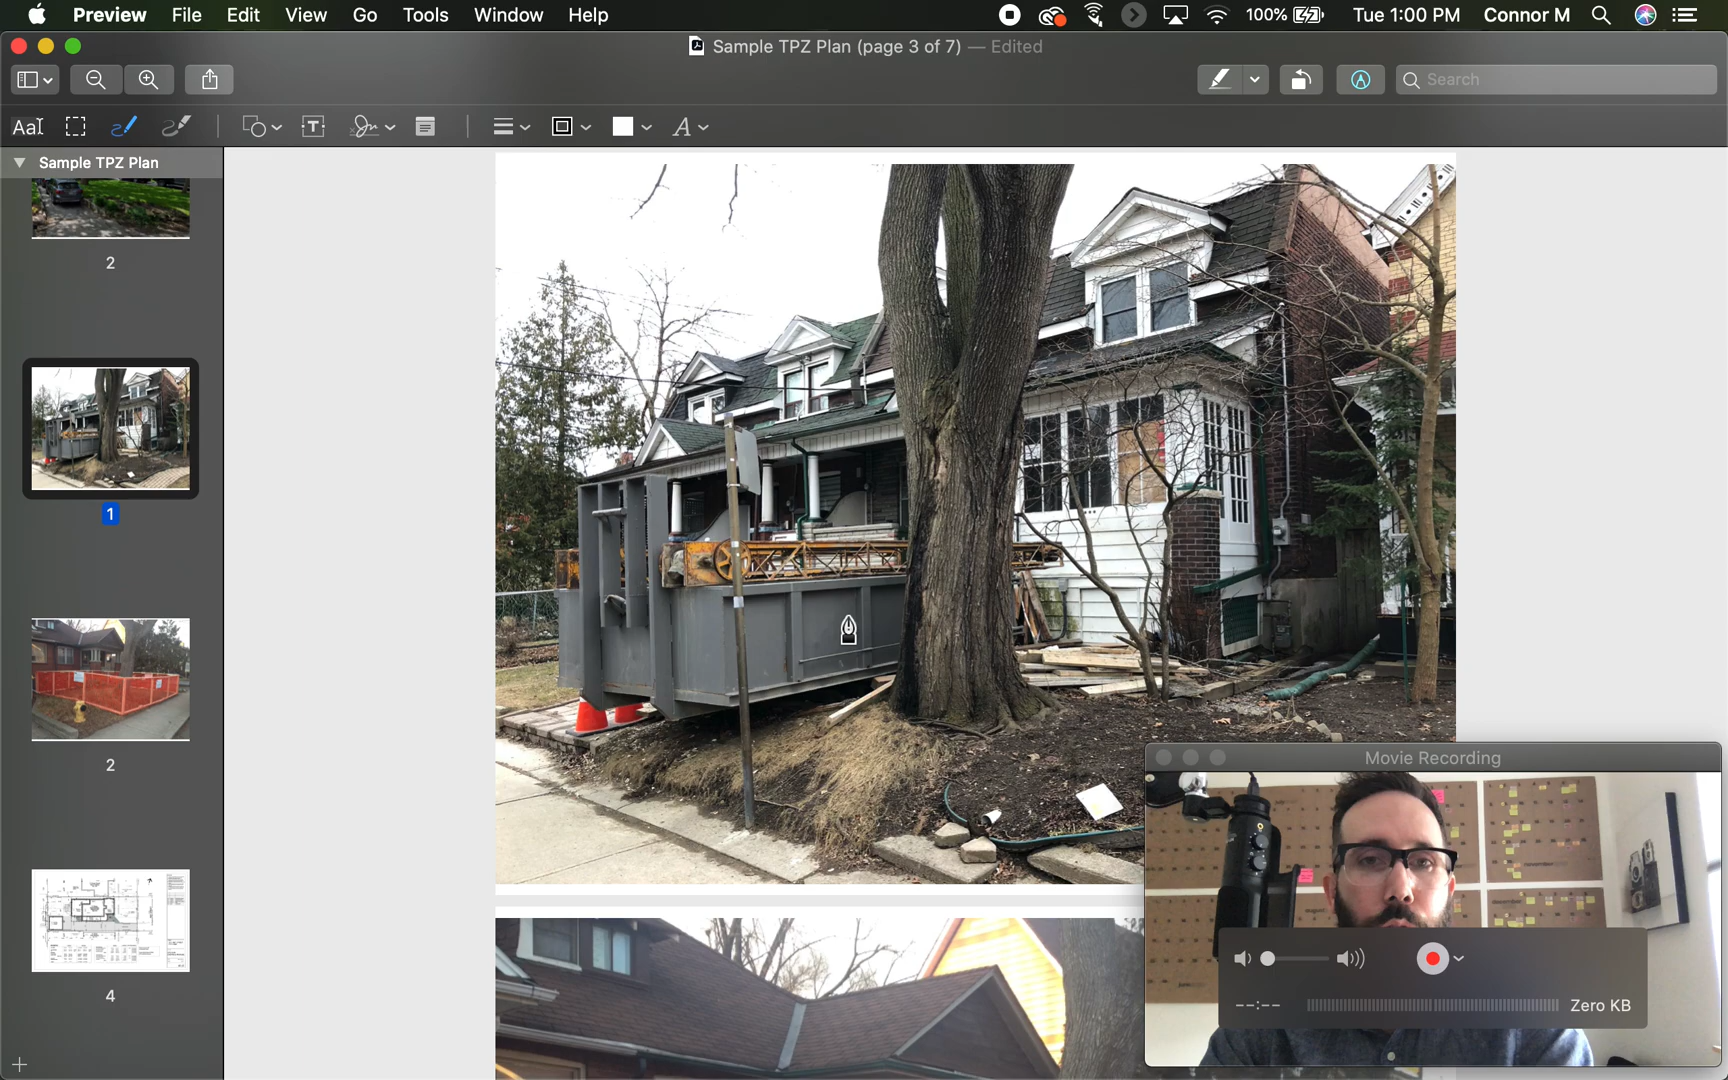 Preview File Edit View Go Tools Window Help 100% Tue 1:00 PM Connor M
Sample TPZ Plan (page 3 of 7) — Edited
Search
AaI T A
Sample TPZ Plan
2
1
2
4
Movie Recording
--:-- Zero KB